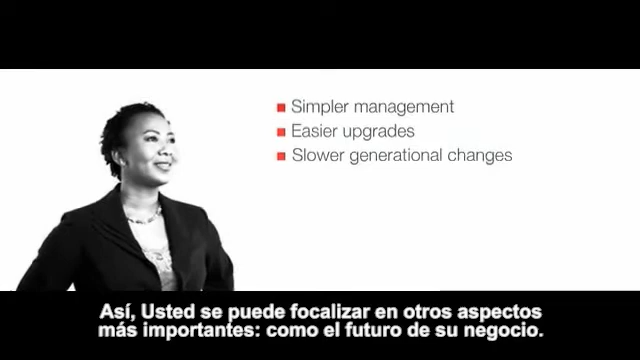 Simpler management
Easier upgrades
Slower generational changes
Así, Usted se puede focalizar en otros aspectos
más importantes: como el futuro de su negocio.